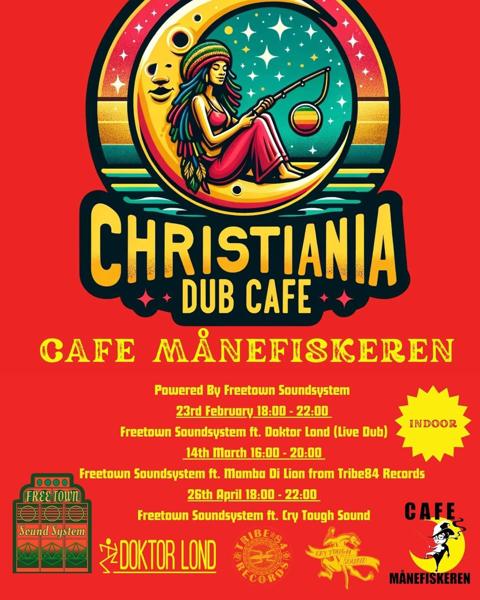 CHRISTIANIA
DUB CAFE
CAFE MÅNEFISKEREN
Powered By Freetown Soundsystem
23rd February 18:00 - 22:00
Freetown Soundsystem ft. Doktor Lond (Live Dub)
14th March 16:00 - 20:00
Freetown Soundsystem ft. Mamba Di Lion from Tribe84 Records
26th April 18:00 - 22:00
Freetown Soundsystem ft. Cry Tough Sound
INDOOR
FREE TOWN
Sound System
DOKTOR LOND
TRIBE 84
RECORDS
CRY TOUGH
SOUND
CAFE
MÅNEFISKEREN